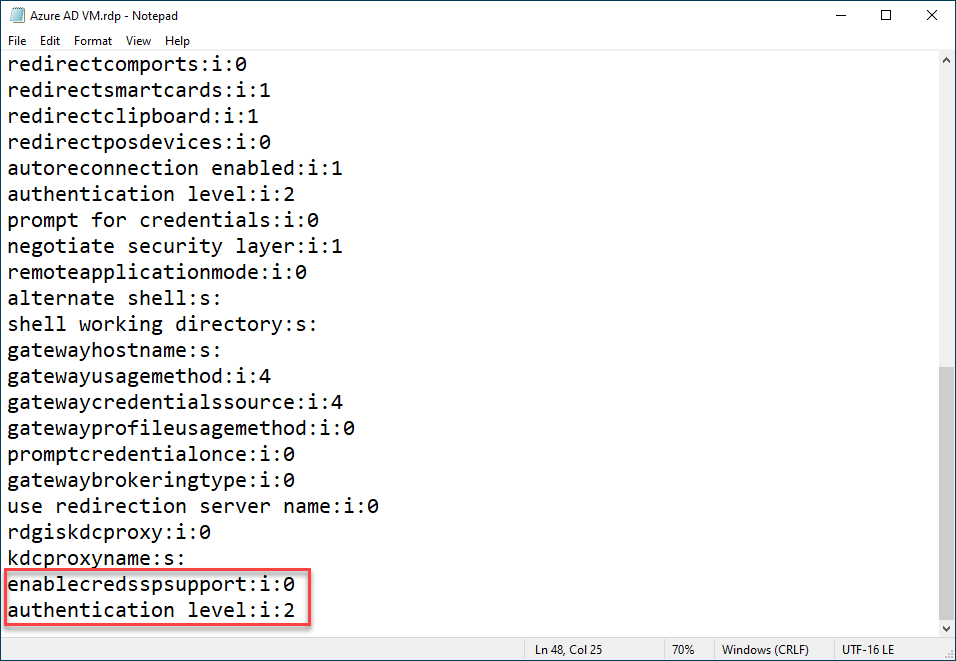 Azure AD VM.rdp - Notepad
File Edit Format View Help
redirectcomports:i:0
redirectsmartcards:i:1
redirectclipboard:i:1
redirectposdevices:i:0
autoreconnection enabled:i:1
authentication level:i:2
prompt for credentials:i:0
negotiate security layer:i:1
remoteapplicationmode:i:0
alternate shell:s:
shell working directory:s:
gatewayhostname:s:
gatewayusagemethod:i:4
gatewaycredentialssource:i:4
gatewayprofileusagemethod:i:0
promptcredentialonce:i:0
gatewaybrokeringtype:i:0
use redirection server name:i:0
rdgiskdcproxy:i:0
kdcproxyname:s:
enablecredsspsupport:i:0
authentication level:i:2
Ln 48, Col 25 70% Windows (CRLF) UTF-16 LE